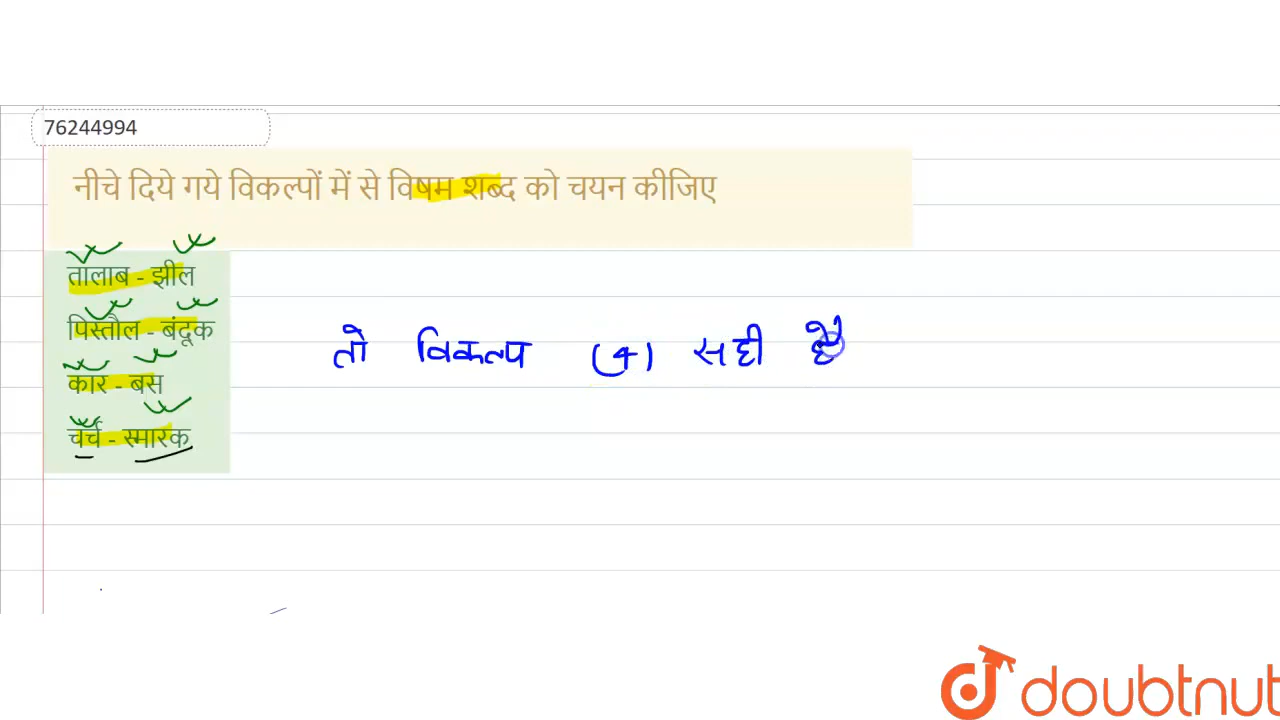 76244994
नीचे दिये गये विकल्पों में से विषम शब्द को चयन कीजिए
तालाब - झील
पिस्तौल - बंदूक
कार - बस
चर्च - स्मारक
तो विकल्प (4) सही है
doubtnut